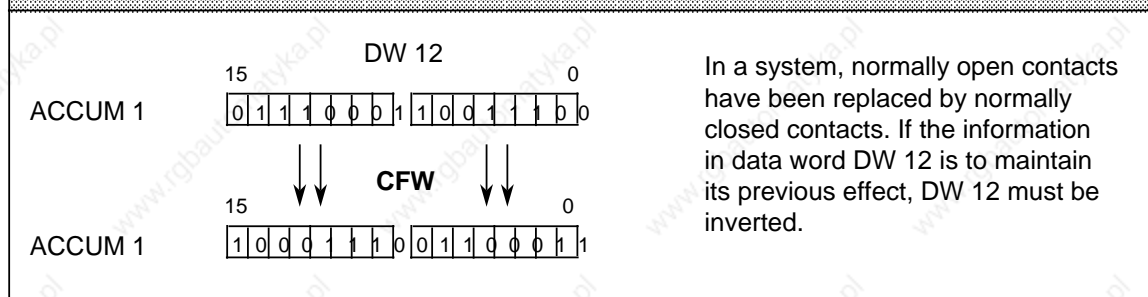 DW 12
15 0
ACCUM 1 0 1 1 1 0 0 0 1 1 0 0 1 1 1 0 0
CFW
15 0
ACCUM 1 1 0 0 0 1 1 1 0 0 1 1 0 0 0 1 1
In a system, normally open contacts
have been replaced by normally
closed contacts. If the information
in data word DW 12 is to maintain
its previous effect, DW 12 must be
inverted.
www.rgbautomatyka.pl